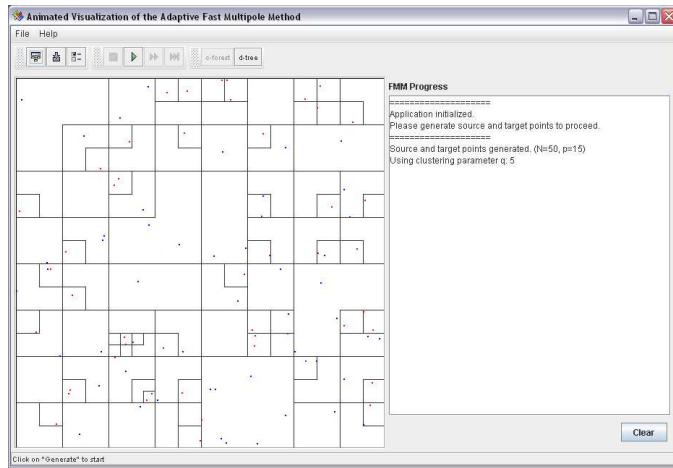 Animated Visualization of the Adaptive Fast Multipole Method
File Help
c-forest d-tree
FMM Progress
====================
Application initialized.
Please generate source and target points to proceed.
====================
Source and target points generated. (N=50, p=15)
Using clustering parameter q: 5
Clear
Click on "Generate" to start